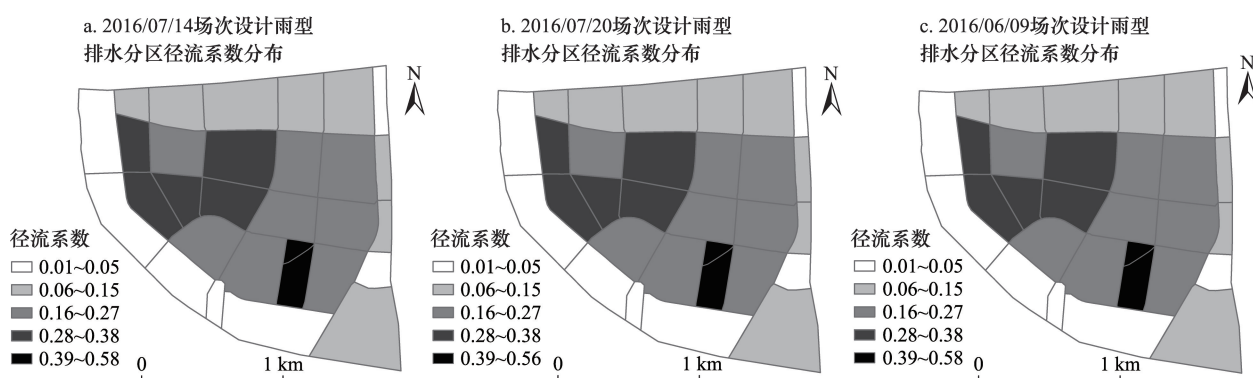 a. 2016/07/14场次设计雨型
排水分区径流系数分布
N
径流系数
0.01~0.05
0.06~0.15
0.16~0.27
0.28~0.38
0.39~0.58
0 1 km
b. 2016/07/20场次设计雨型
排水分区径流系数分布
N
径流系数
0.01~0.05
0.06~0.15
0.16~0.27
0.28~0.38
0.39~0.56
0 1 km
c. 2016/06/09场次设计雨型
排水分区径流系数分布
N
径流系数
0.01~0.05
0.06~0.15
0.16~0.27
0.28~0.38
0.39~0.58
0 1 km